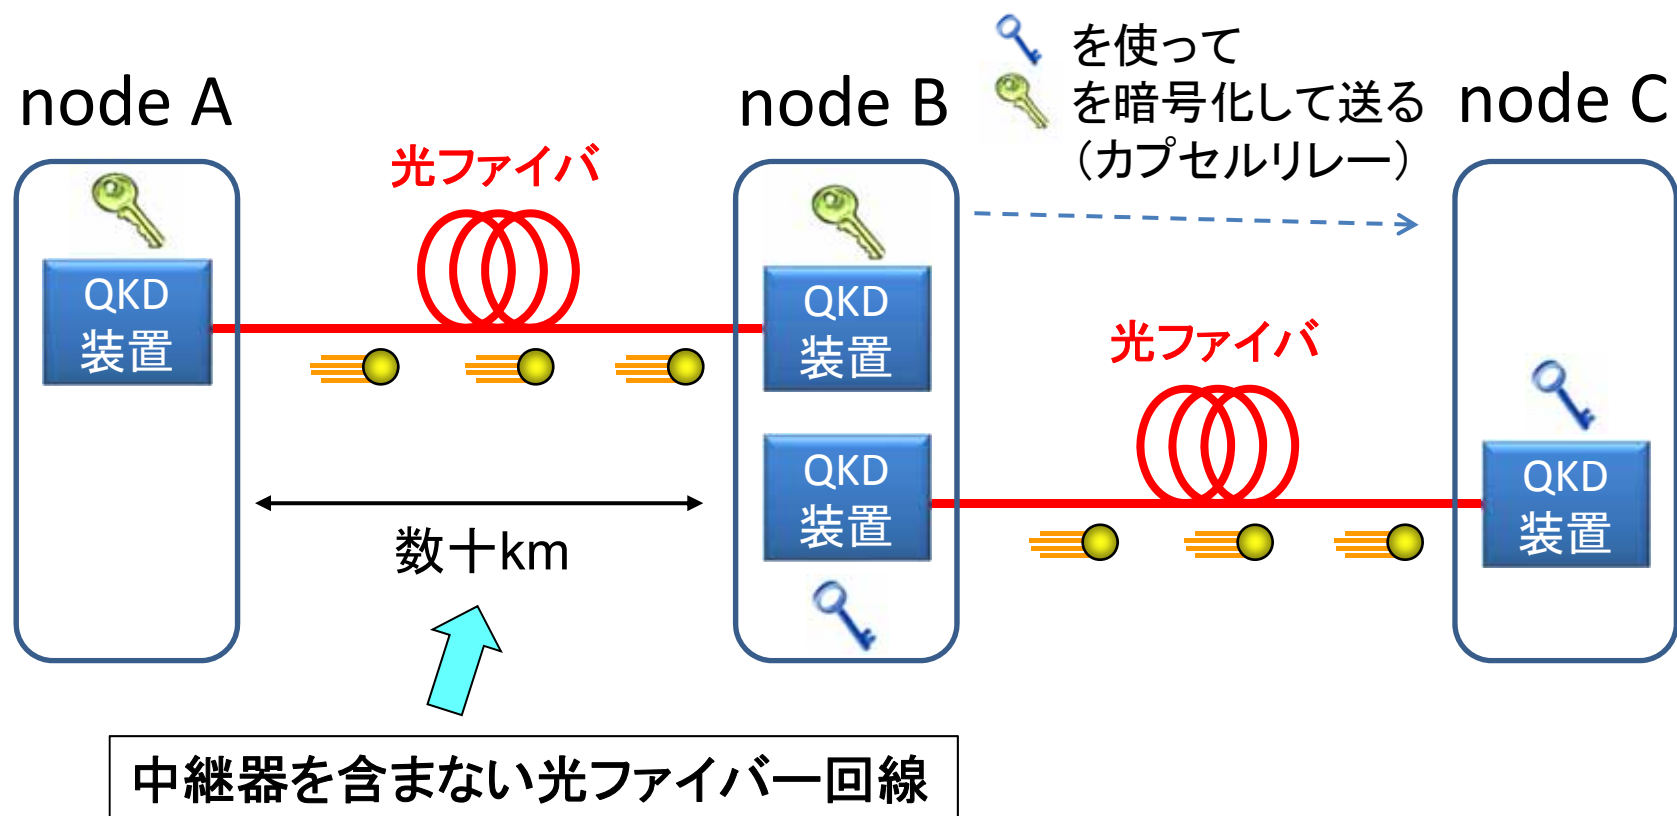 node A
node B
を使って
を暗号化して送る
（カプセルリレー）
node C
光ファイバ
QKD
装置
QKD
装置
光ファイバ
QKD
装置
QKD
装置
数十km
中継器を含まない光ファイバー回線